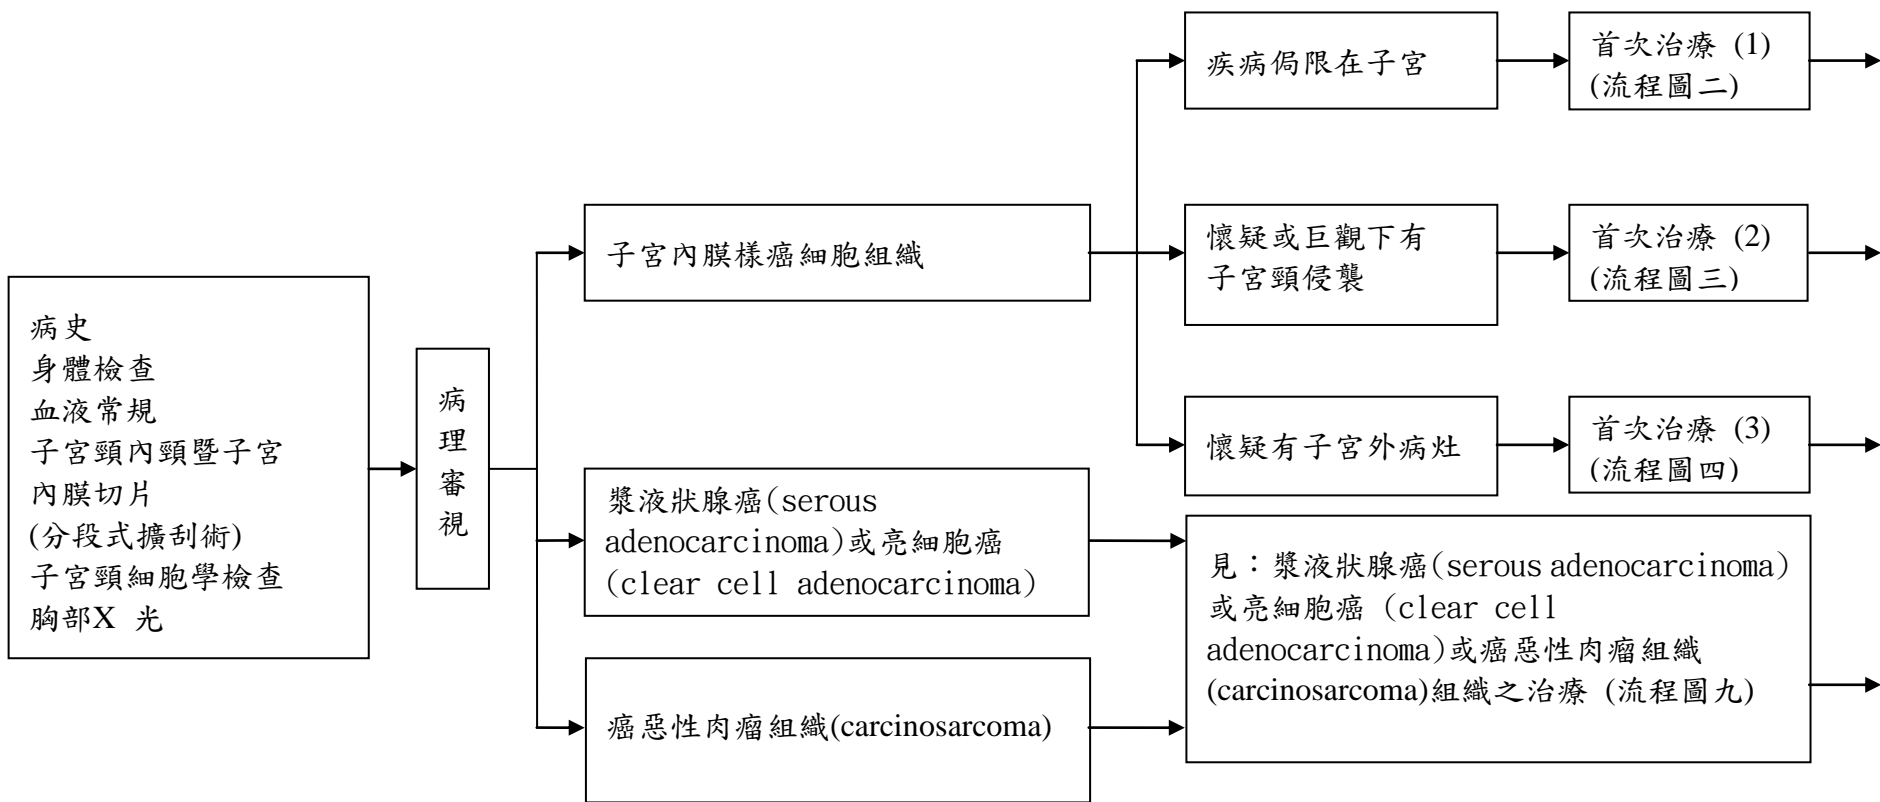 病史
身體檢查
血液常規
子宮頸內頸暨子宮
內膜切片
(分段式擴刮術)
子宮頸細胞學檢查
胸部X 光
病
理
審
視
子宮內膜樣癌細胞組織
漿液狀腺癌(serous
adenocarcinoma)或亮細胞癌
(clear cell adenocarcinoma)
癌惡性肉瘤組織(carcinosarcoma)
疾病侷限在子宮
首次治療 (1)
(流程圖二)
懷疑或巨觀下有
子宮頸侵襲
首次治療 (2)
(流程圖三)
懷疑有子宮外病灶
首次治療 (3)
(流程圖四)
見：漿液狀腺癌(serous adenocarcinoma)
或亮細胞癌 (clear cell
adenocarcinoma)或癌惡性肉瘤組織
(carcinosarcoma)組織之治療 (流程圖九)